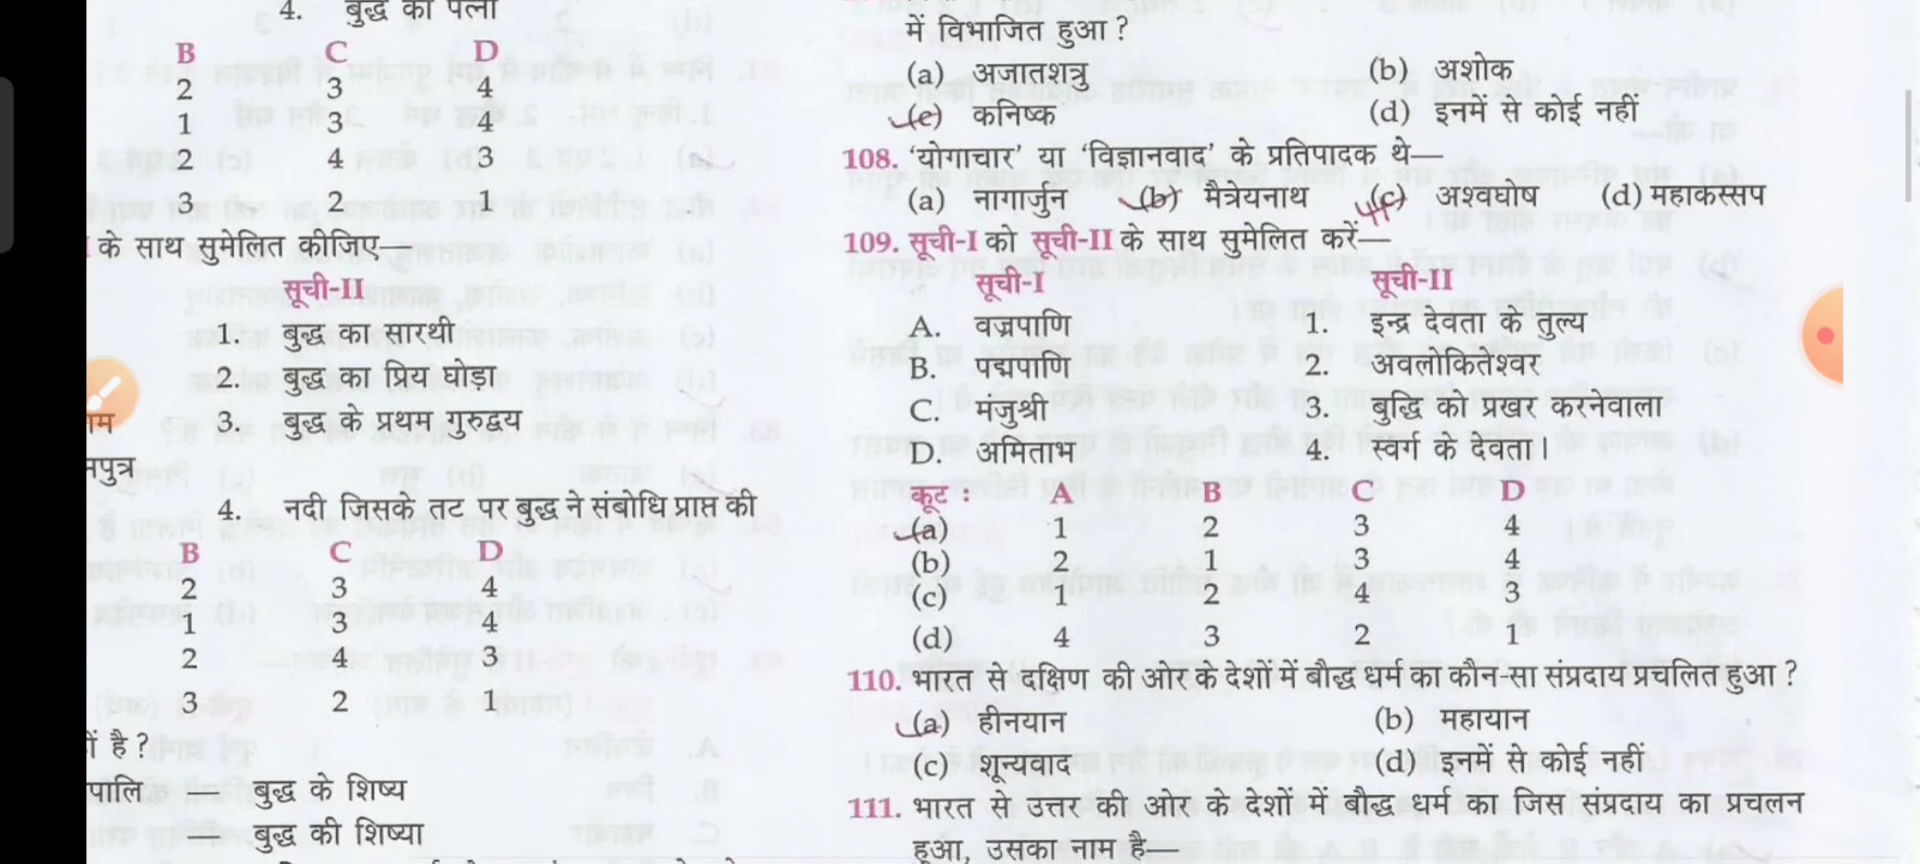 4. बुद्ध की पत्नी
B C D
2 3 4
1 3 4
2 4 3
3 2 1
के साथ सुमेलित कीजिए—
सूची-II
1. बुद्ध का सारथी
2. बुद्ध का प्रिय घोड़ा
3. बुद्ध के प्रथम गुरुद्वय
4. नदी जिसके तट पर बुद्ध ने संबोधि प्राप्त की
B C D
2 3 4
1 3 4
2 4 3
3 2 1
है ?
— बुद्ध के शिष्य
— बुद्ध की शिष्या
में विभाजित हुआ ?
(a) अजातशत्रु (b) अशोक
(c) कनिष्क (d) इनमें से कोई नहीं
108. 'योगाचार' या 'विज्ञानवाद' के प्रतिपादक थे—
(a) नागार्जुन (b) मैत्रेयनाथ (c) अश्वघोष (d) महाकस्सप
109. सूची-I को सूची-II के साथ सुमेलित करें—
सूची-I सूची-II
A. वज्रपाणि 1. इन्द्र देवता के तुल्य
B. पद्मपाणि 2. अवलोकितेश्वर
C. मंजुश्री 3. बुद्धि को प्रखर करनेवाला
D. अमिताभ 4. स्वर्ग के देवता।
कूट : A B C D
(a) 1 2 3 4
(b) 2 1 3 4
(c) 1 2 4 3
(d) 4 3 2 1
110. भारत से दक्षिण की ओर के देशों में बौद्ध धर्म का कौन-सा संप्रदाय प्रचलित हुआ ?
(a) हीनयान (b) महायान
(c) शून्यवाद (d) इनमें से कोई नहीं
111. भारत से उत्तर की ओर के देशों में बौद्ध धर्म का जिस संप्रदाय का प्रचलन
हुआ, उसका नाम है—